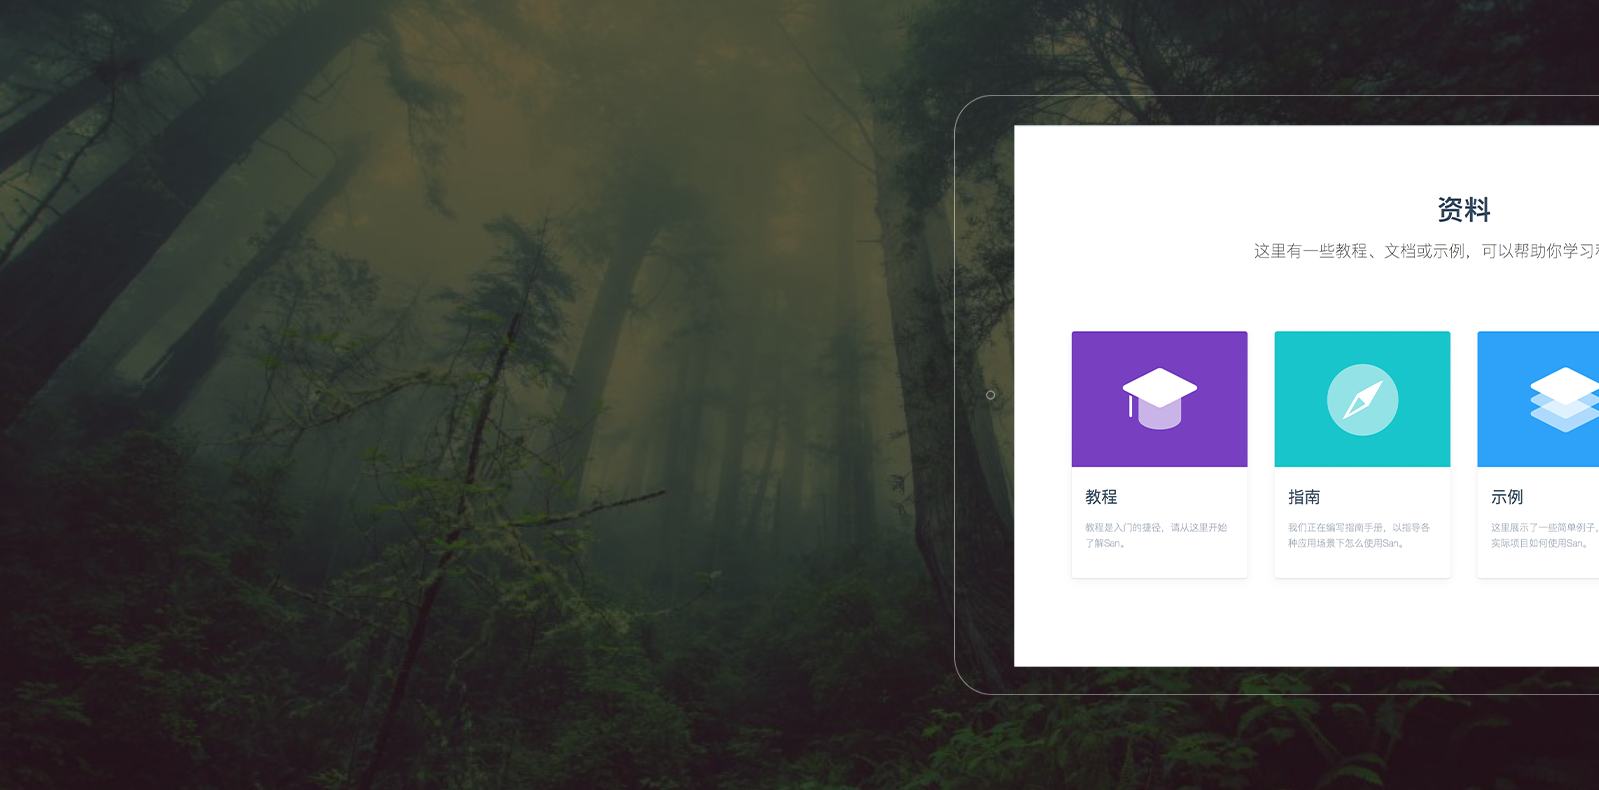 资料
这里有一些教程、文档或示例，可以帮助你学习
教程
教程是入门的捷径，请从这里开始
了解San。
指南
我们正在编写指南手册，以指导各
种应用场景下怎么使用San。
示例
这里展示了一些简单例子，
实际项目如何使用San。